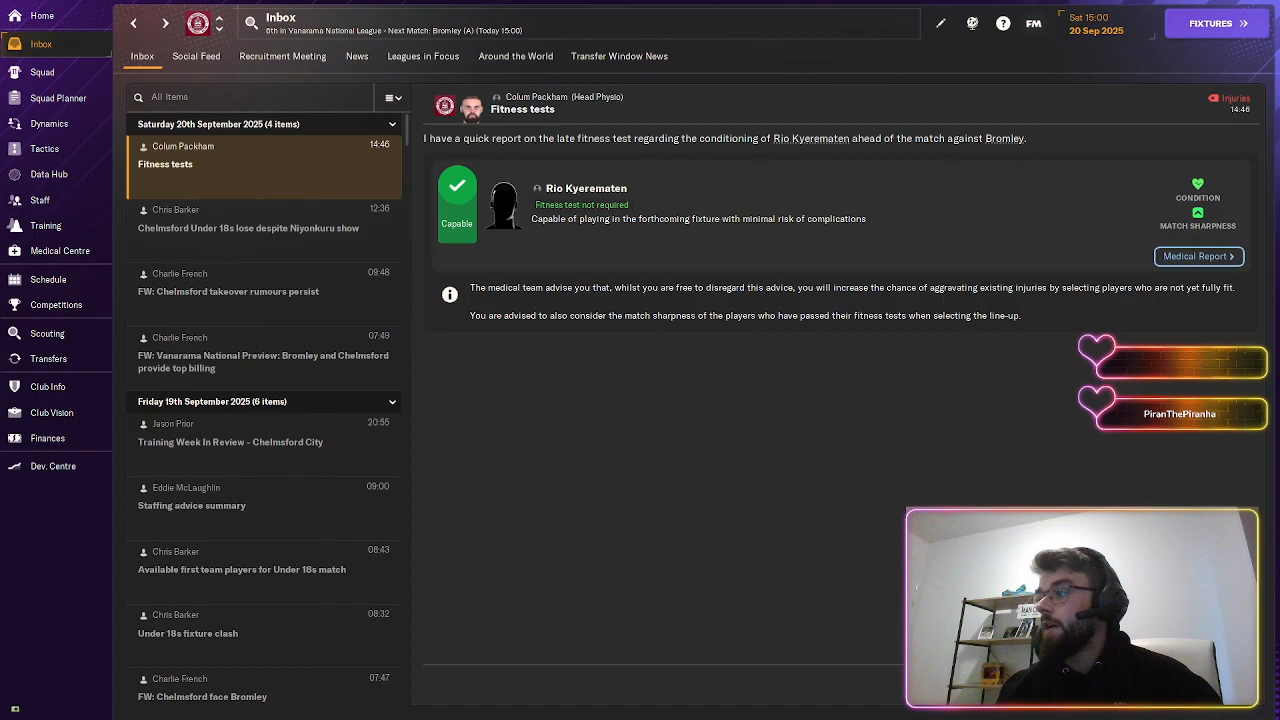 Home
Inbox
Squad
Squad Planner
Dynamics
Tactics
Data Hub
Staff
Training
Medical Centre
Schedule
Competitions
Scouting
Transfers
Club Info
Club Vision
Finances
Dev. Centre
Inbox
6th in Vanarama National League - Next Match: Bromley (A) (Today 15:00)
FM
Sat 15:00
20 Sep 2025
FIXTURES
Inbox
Social Feed
Recruitment Meeting
News
Leagues in Focus
Around the World
Transfer Window News
All Items
Saturday 20th September 2025 (4 items)
Colum Packham 14:46
Fitness tests
Chris Barker 12:36
Chelmsford Under 18s lose despite Niyonkuru show
Charlie French 09:48
FW: Chelmsford takeover rumours persist
Charlie French 07:49
FW: Vanarama National Preview: Bromley and Chelmsford
provide top billing
Friday 19th September 2025 (6 items)
Jason Prior 20:55
Training Week In Review - Chelmsford City
Eddie McLaughlin 09:00
Staffing advice summary
Chris Barker 08:43
Available first team players for Under 18s match
Chris Barker 08:32
Under 18s fixture clash
Charlie French 07:47
FW: Chelmsford face Bromley
Colum Packham (Head Physio)
Fitness tests
Injuries
14:46
I have a quick report on the late fitness test regarding the conditioning of Rio Kyerematen ahead of the match against Bromley.
Capable
Rio Kyerematen
Fitness test not required
Capable of playing in the forthcoming fixture with minimal risk of complications
CONDITION
MATCH SHARPNESS
Medical Report
The medical team advise you that, whilst you are free to disregard this advice, you will increase the chance of aggravating existing injuries by selecting players who are not yet fully fit.
You are advised to also consider the match sharpness of the players who have passed their fitness tests when selecting the line-up.
PiranThePiranha